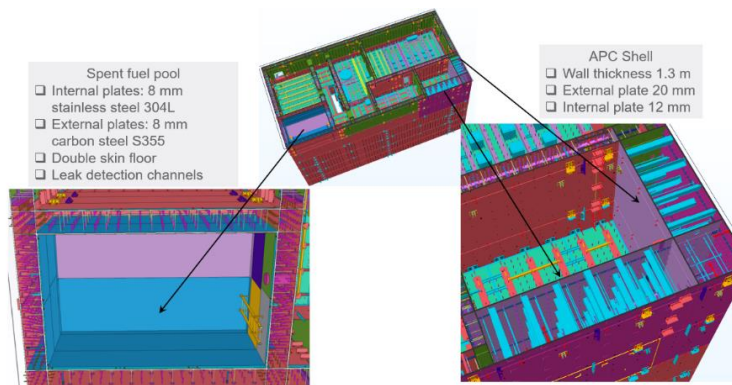 Spent fuel pool
❑ Internal plates: 8 mm
stainless steel 304L
❑ External plates: 8 mm
carbon steel S355
❑ Double skin floor
❑ Leak detection channels
APC Shell
❑ Wall thickness 1.3 m
❑ External plate 20 mm
❑ Internal plate 12 mm